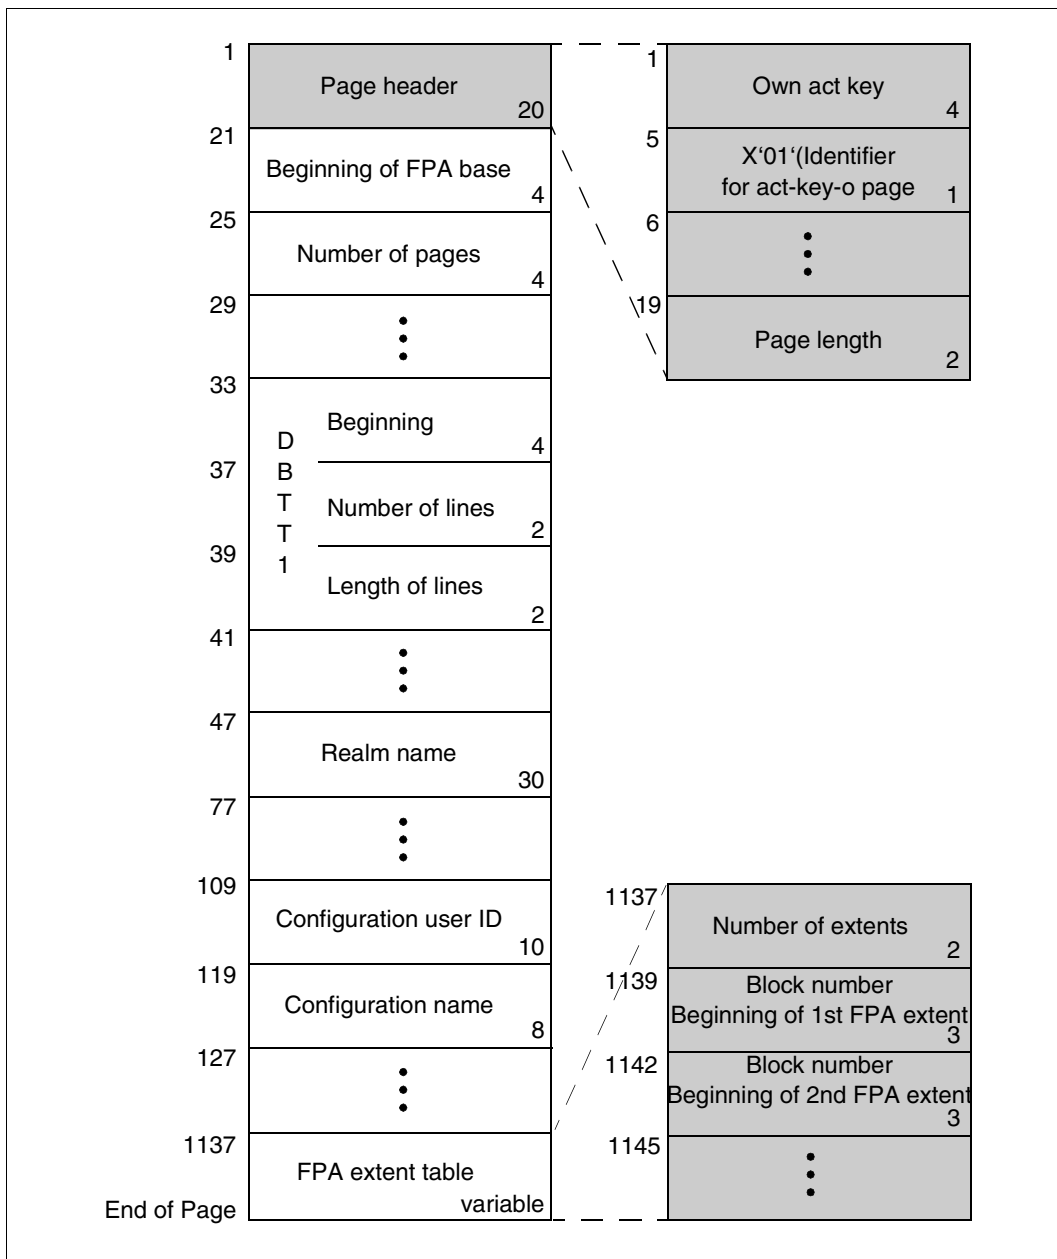 1
Page header
20
21
Beginning of FPA base
4
25
Number of pages
4
29
33
D
B
T
T
1
Beginning
4
37
Number of lines
2
39
Length of lines
2
41
47
Realm name
30
77
109
Configuration user ID
10
119
Configuration name
8
127
1137
FPA extent table
variable
End of Page
1
Own act key
4
5
X‘01‘(Identifier
for act-key-o page
1
6
19
Page length
2
1137
Number of extents
2
1139
Block number
Beginning of 1st FPA extent
3
1142
Block number
Beginning of 2nd FPA extent
3
1145